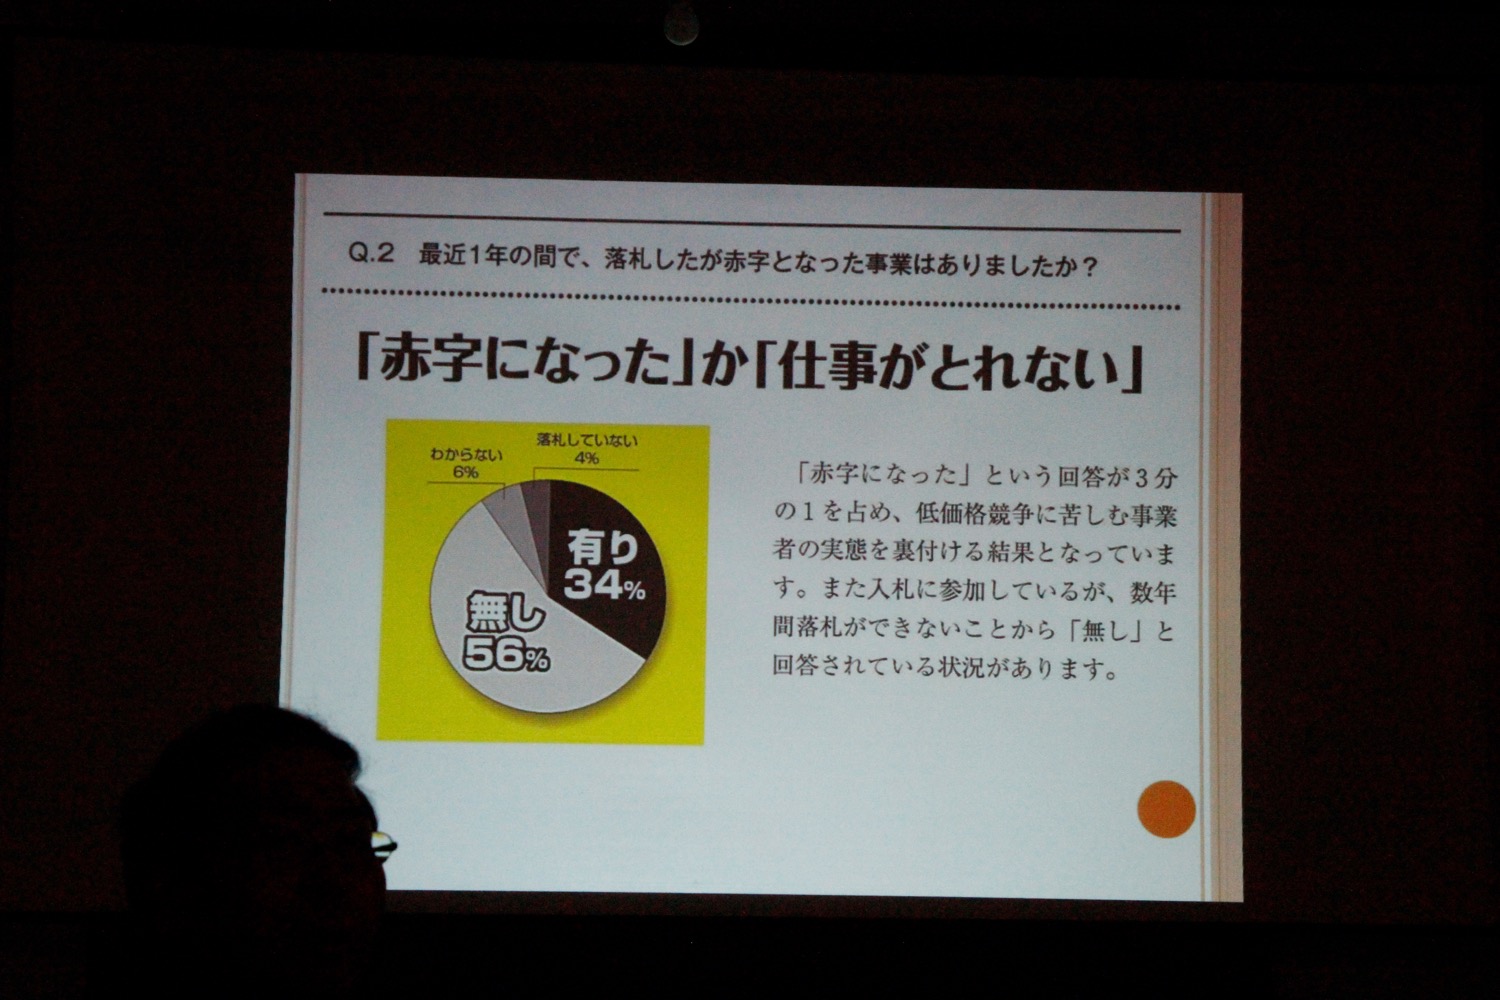 Q.2 最近1年の間で、落札したが赤字となった事業はありましたか？
「赤字になった」か「仕事がとれない」
落札していない
4%
わからない
6%
有り
34%
無し
56%
「赤字になった」という回答が3分
の1を占め、低価格競争に苦しむ事業
者の実態を裏付ける結果となっていま
す。また入札に参加しているが、数年
間落札ができないことから「無し」と
回答されている状況があります。